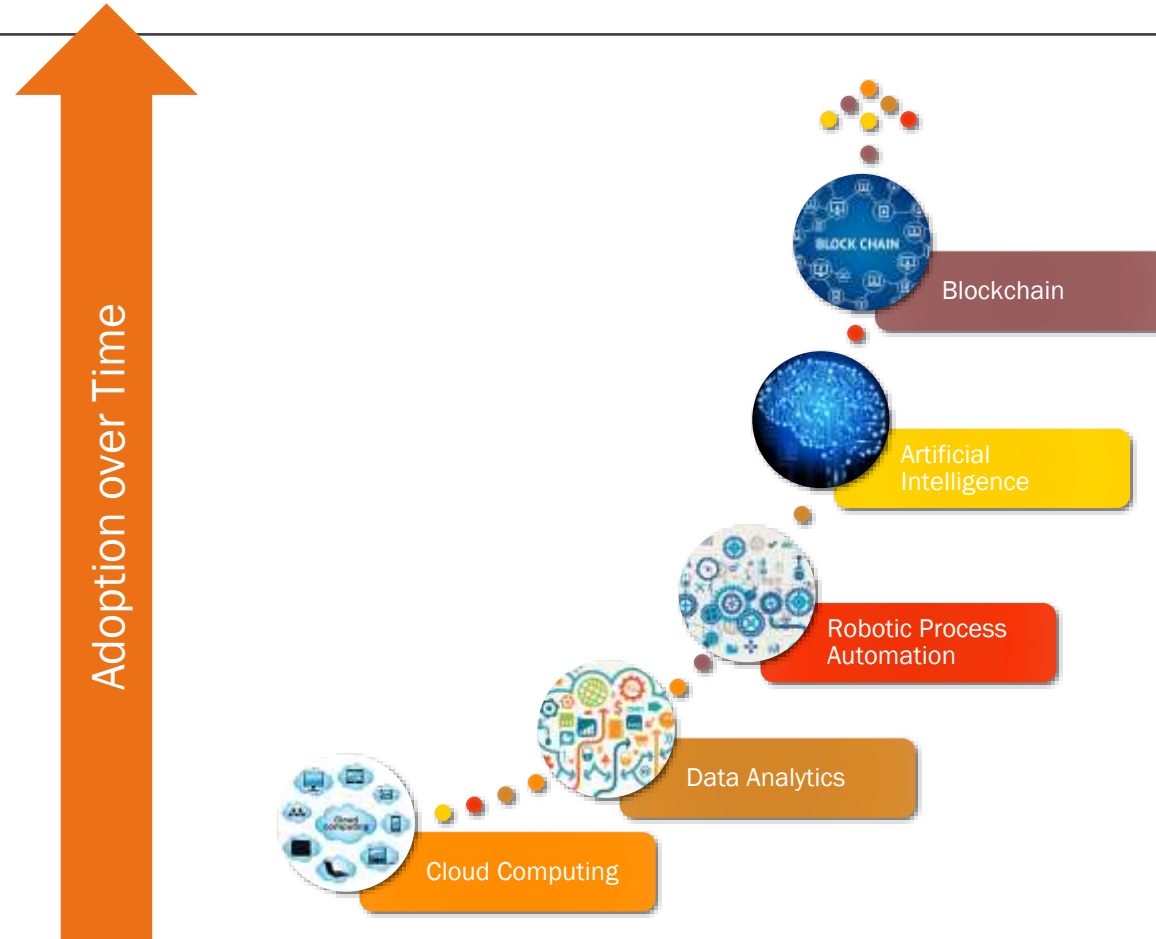 Adoption over Time
BLOCK CHAIN
Blockchain
Artificial
Intelligence
Robotic Process
Automation
Data Analytics
Cloud
computing
Cloud Computing